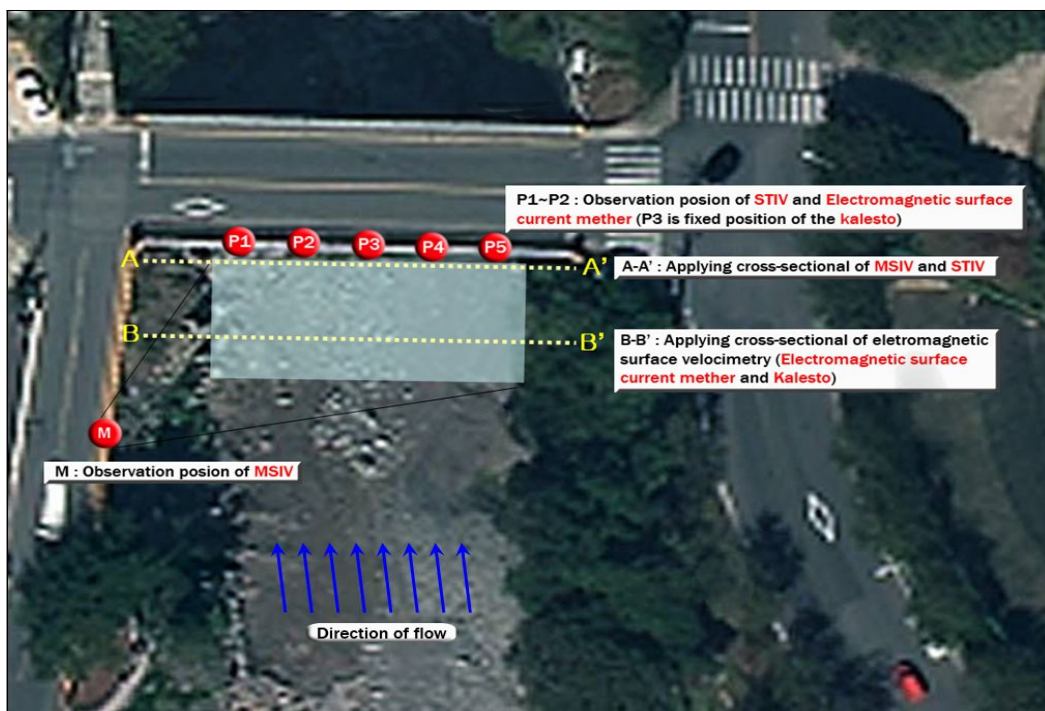 P1~P2 : Observation posion of STIV and Electromagnetic surface
current mether (P3 is fixed position of the kalesto)
P1 P2 P3 P4 P5
A A'
A-A' : Applying cross-sectional of MSIV and STIV
B B'
B-B' : Applying cross-sectional of eletromagnetic
surface velocimetry (Electromagnetic surface
current mether and Kalesto)
M
M : Observation posion of MSIV
Direction of flow